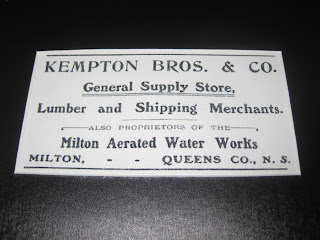 KEMPTON BROS. & CO.
General Supply Store,
Lumber and Shipping Merchants.
ALSO PROPRIETORS OF THE
Milton Aerated Water Works
MILTON, - - QUEENS CO., N. S.